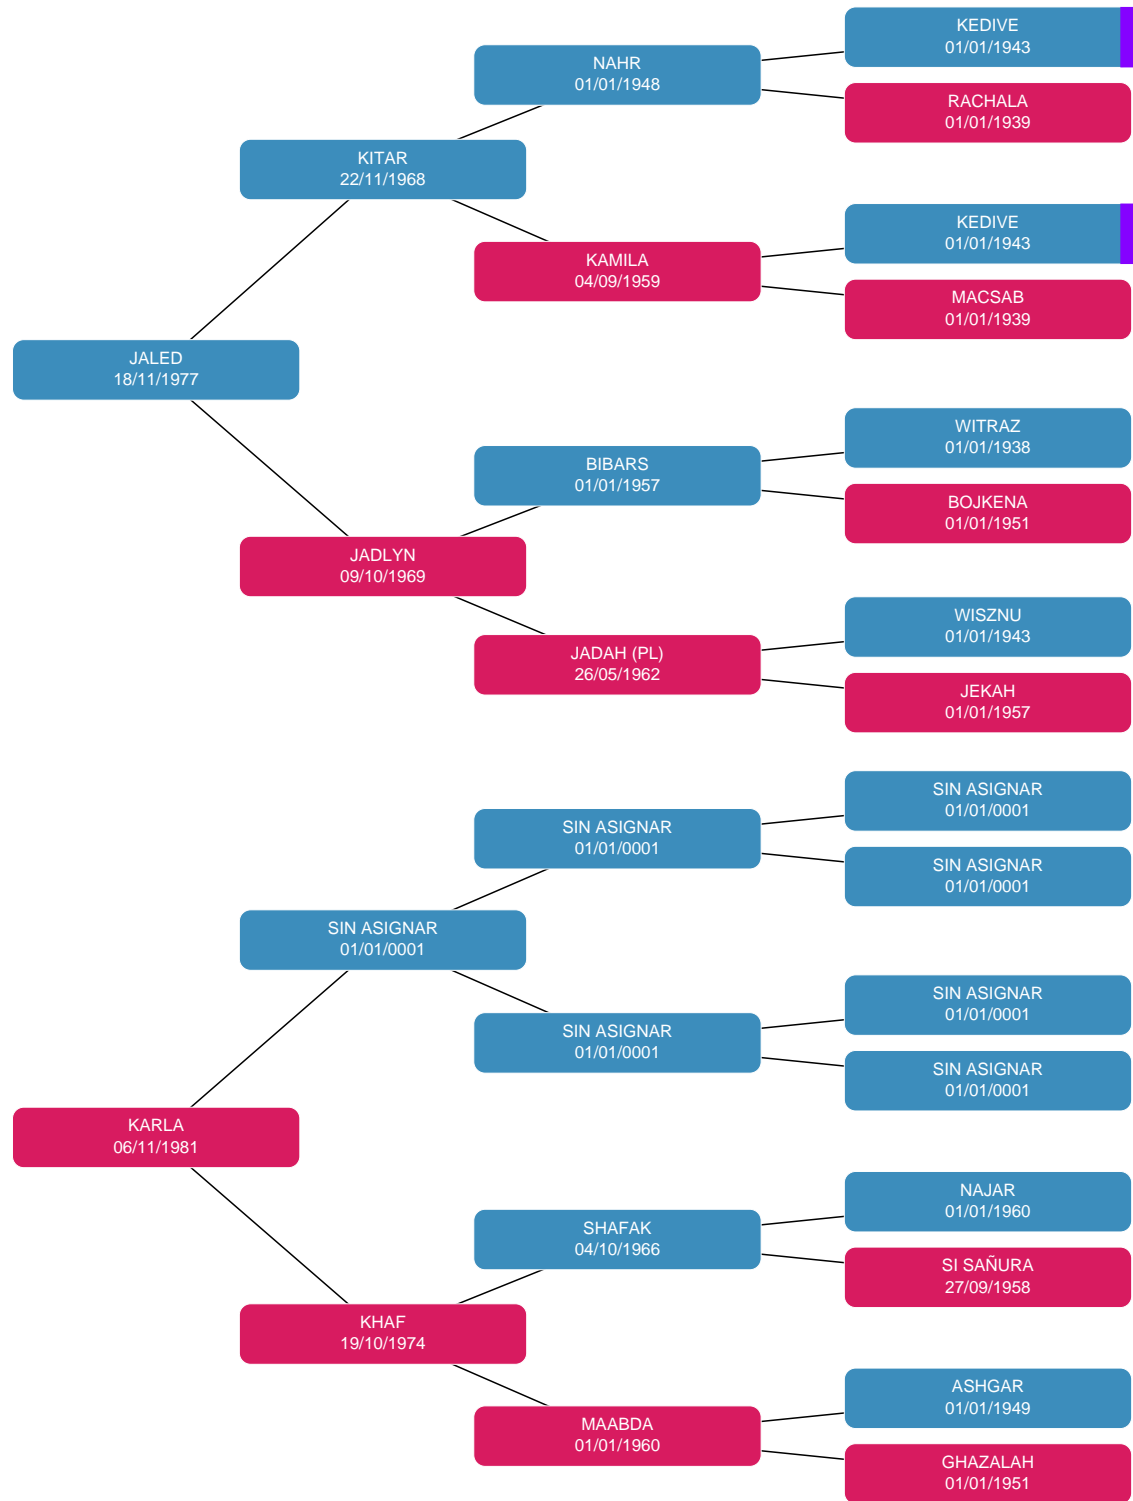 KEDIVE
01/01/1943
NAHR
01/01/1948
RACHALA
01/01/1939
KITAR
22/11/1968
KEDIVE
01/01/1943
KAMILA
04/09/1959
MACSAB
01/01/1939
JALED
18/11/1977
WITRAZ
01/01/1938
BIBARS
01/01/1957
BOJKENA
01/01/1951
JADLYN
09/10/1969
WISZNU
01/01/1943
JADAH (PL)
26/05/1962
JEKAH
01/01/1957
SIN ASIGNAR
01/01/0001
SIN ASIGNAR
01/01/0001
SIN ASIGNAR
01/01/0001
SIN ASIGNAR
01/01/0001
SIN ASIGNAR
01/01/0001
SIN ASIGNAR
01/01/0001
SIN ASIGNAR
01/01/0001
KARLA
06/11/1981
NAJAR
01/01/1960
SHAFAK
04/10/1966
SI SAÑURA
27/09/1958
KHAF
19/10/1974
ASHGAR
01/01/1949
MAABDA
01/01/1960
GHAZALAH
01/01/1951